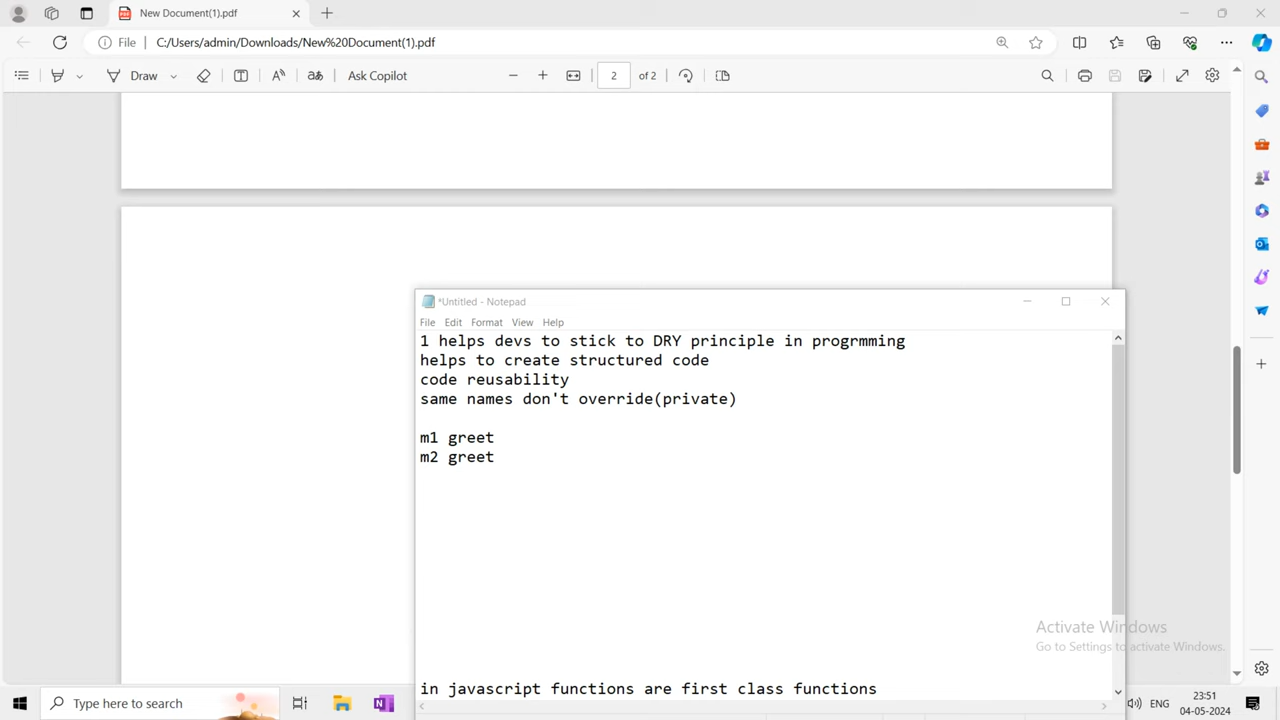 New Document(1).pdf
File
C:/Users/admin/Downloads/New%20Document(1).pdf
Draw
Ask Copilot
2 of 2
*Untitled - Notepad
File Edit Format View Help
1 helps devs to stick to DRY principle in progrmming
helps to create structured code
code reusability
same names don't override(private)
m1 greet
m2 greet
Activate Windows
Go to Settings to activate Windows.
in javascript functions are first class functions
Type here to search
ENG
23:51
04-05-2024